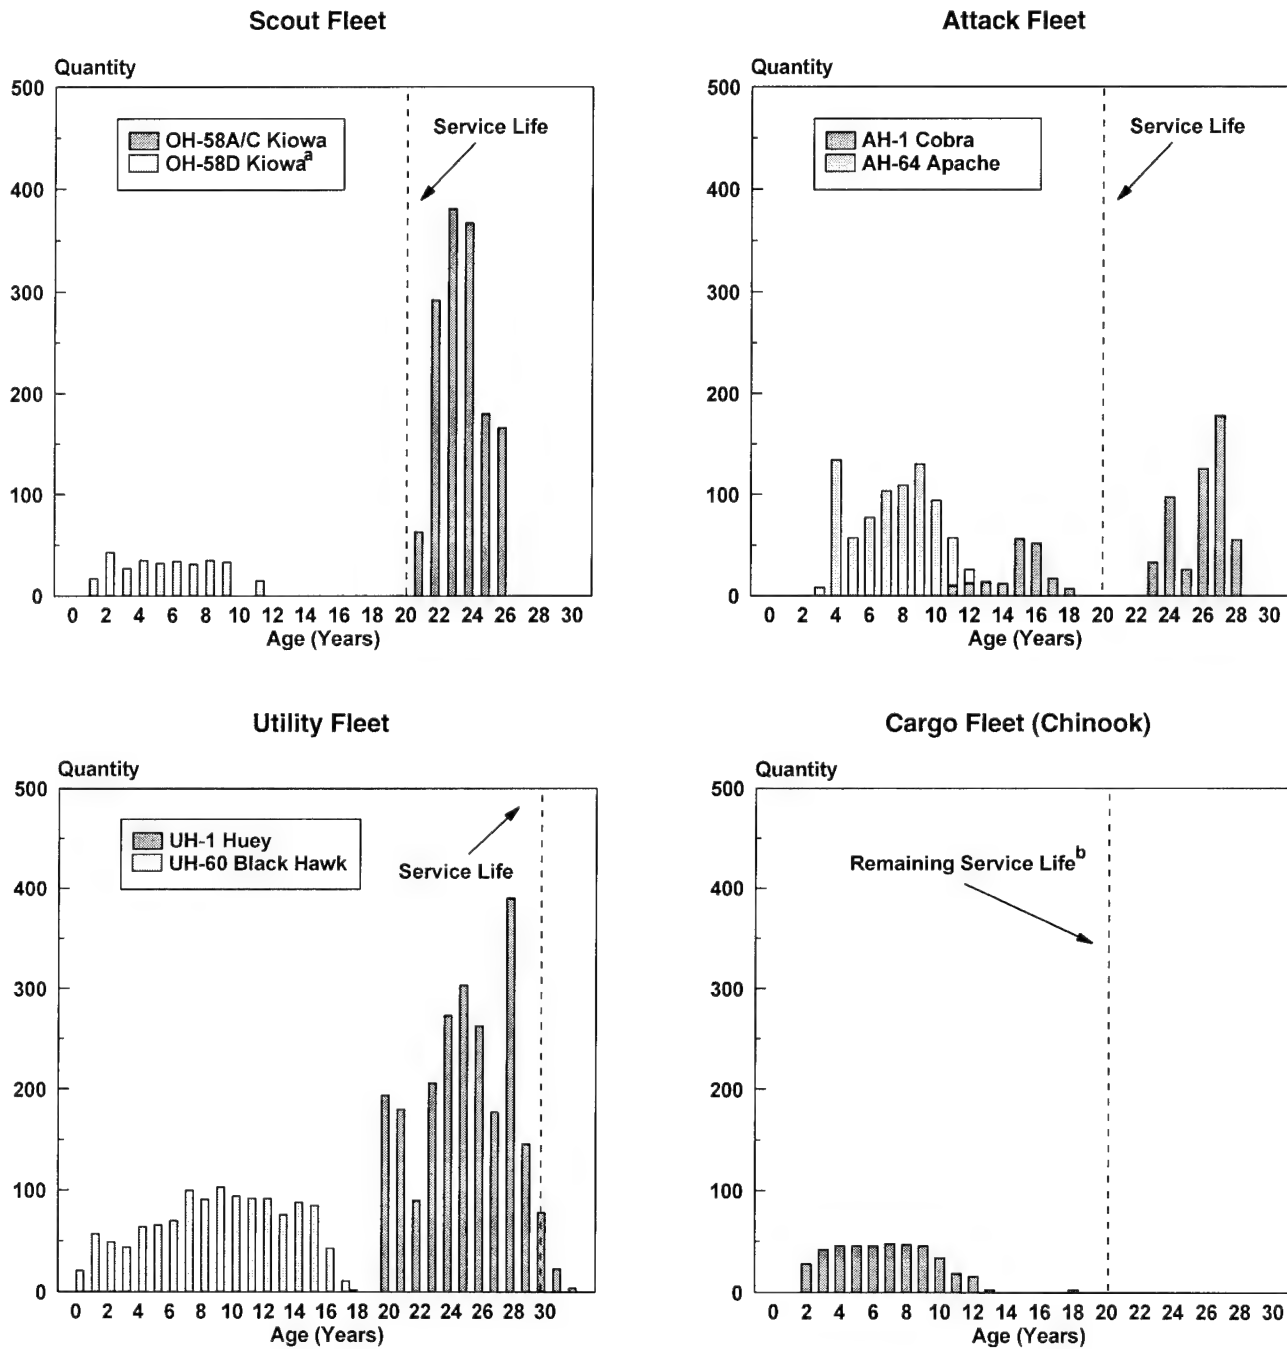 Scout Fleet
Quantity
500
400
300
200
100
0
OH-58A/C Kiowa
OH-58D Kiowa a
Service Life
0 2 4 6 8 10 12 14 16 18 20 22 24 26 28 30
Age (Years)
Attack Fleet
Quantity
500
400
300
200
100
0
AH-1 Cobra
AH-64 Apache
Service Life
0 2 4 6 8 10 12 14 16 18 20 22 24 26 28 30
Age (Years)
Utility Fleet
Quantity
500
400
300
200
100
0
UH-1 Huey
UH-60 Black Hawk
Service Life
0 2 4 6 8 10 12 14 16 18 20 22 24 26 28 30
Age (Years)
Cargo Fleet (Chinook)
Quantity
500
400
300
200
100
0
Remaining Service Life b
0 2 4 6 8 10 12 14 16 18 20 22 24 26 28 30
Age (Years)